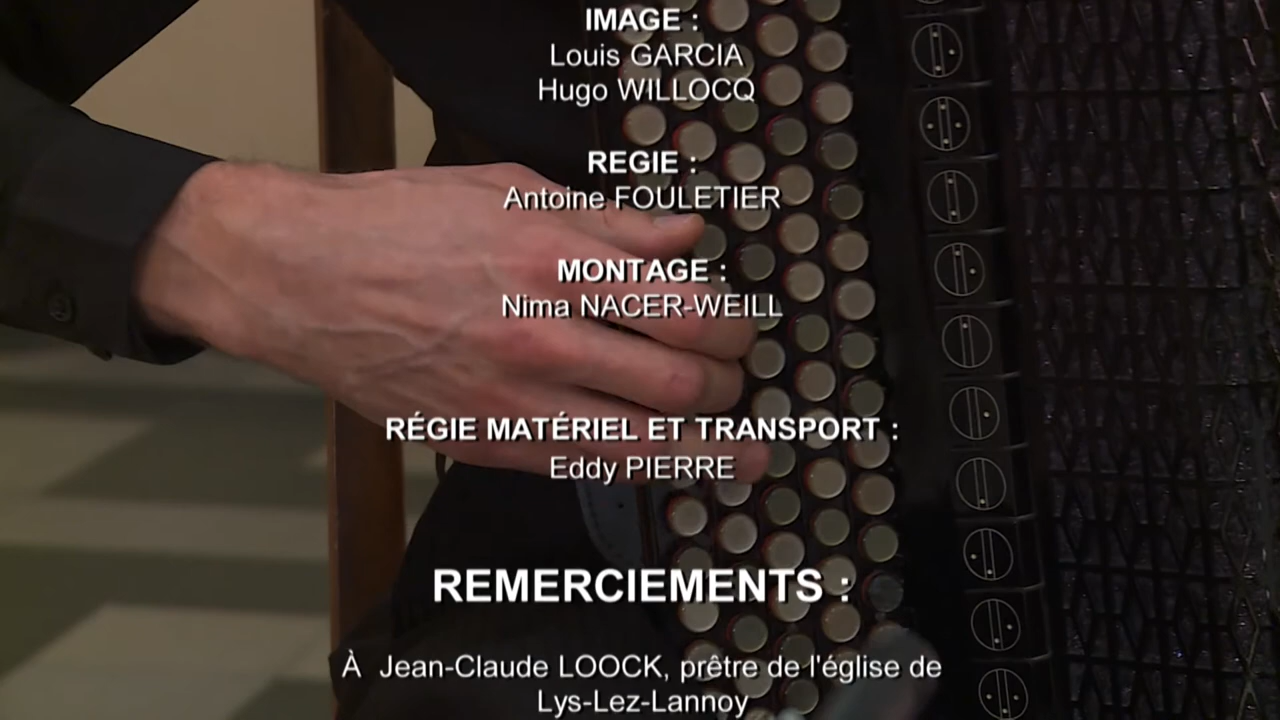 IMAGE :
Louis GARCIA
Hugo WILLOCQ
REGIE :
Antoine FOULETIER
MONTAGE :
Nima NACER-WEILL
RÉGIE MATÉRIEL ET TRANSPORT :
Eddy PIERRE
REMERCIEMENTS :
À Jean-Claude LOOCK, prêtre de l'église de
Lys-Lez-Lannoy